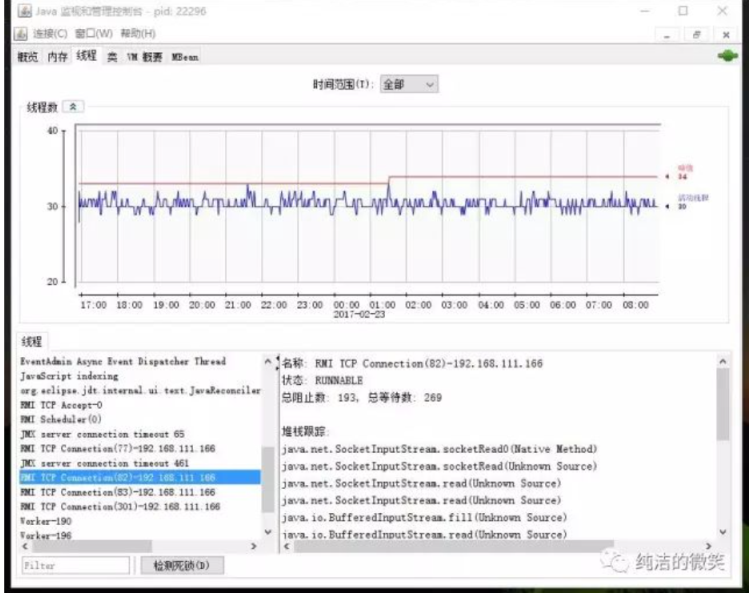 Java 监视和管理控制台 - pid: 22296
连接(C) 窗口(W) 帮助(H)
概览 内存 线程 类 VM 概要 MBean
时间范围(T): 全部
线程数
40
30
20
峰值
34
活动线程
30
17:00 18:00 19:00 20:00 21:00 22:00 23:00 00:00 01:00 02:00 03:00 04:00 05:00 06:00 07:00 08:00
2017-02-23
线程
EventAdmin Async Event Dispatcher Thread
JavaScript indexing
org.eclipse.jdt.internal.ui.text.JavaReconciler
RMI TCP Accept-0
RMI Scheduler(0)
JMX server connection timeout 65
RMI TCP Connection(77)-192.168.111.166
JMX server connection timeout 461
RMI TCP Connection(82)-192.168.111.166
RMI TCP Connection(83)-192.168.111.166
RMI TCP Connection(301)-192.168.111.166
Worker-190
Worker-196
Filter
检测死锁(D)
名称: RMI TCP Connection(82)-192.168.111.166
状态: RUNNABLE
总阻止数: 193, 总等待数: 269
堆栈跟踪:
java.net.SocketInputStream.socketRead0(Native Method)
java.net.SocketInputStream.socketRead(Unknown Source)
java.net.SocketInputStream.read(Unknown Source)
java.net.SocketInputStream.read(Unknown Source)
java.io.BufferedInputStream.fill(Unknown Source)
java.io.BufferedInputStream.read(Unknown Source)
纯洁的微笑